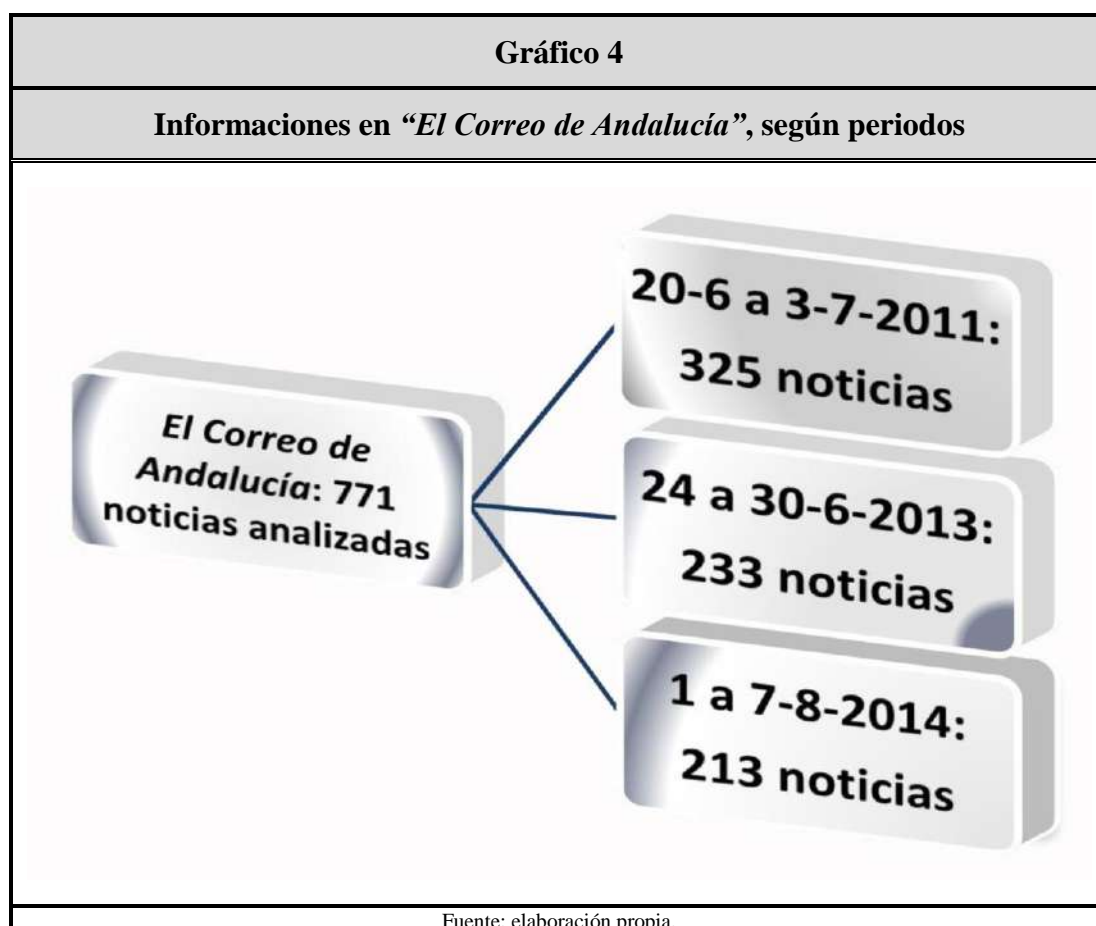 Gráfico 4
Informaciones en “El Correo de Andalucía”, según periodos
El Correo de
Andalucía: 771
noticias analizadas
20-6 a 3-7-2011:
325 noticias
24 a 30-6-2013:
233 noticias
1 a 7-8-2014:
213 noticias
Fuente: elaboración propia